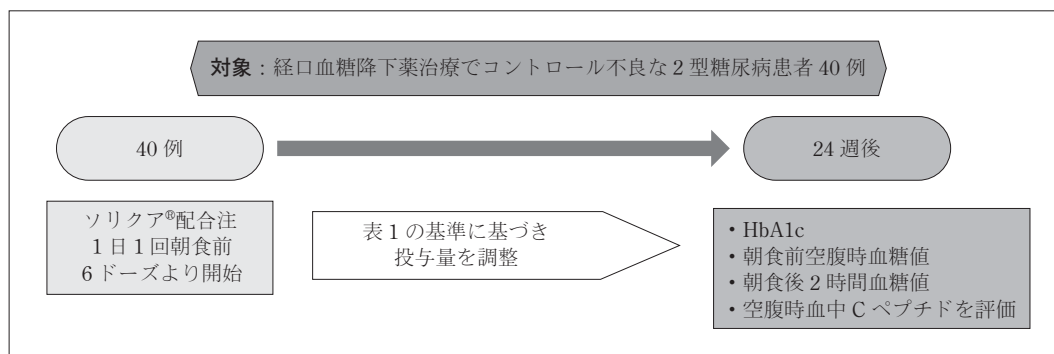 対象：経口血糖降下薬治療でコントロール不良な2型糖尿病患者40例
40例
24週後
ソリクア®配合注
1日1回朝食前
6ドーズより開始
表1の基準に基づき
投与量を調整
・HbA1c
・朝食前空腹時血糖値
・朝食後2時間血糖値
・空腹時血中Cペプチドを評価